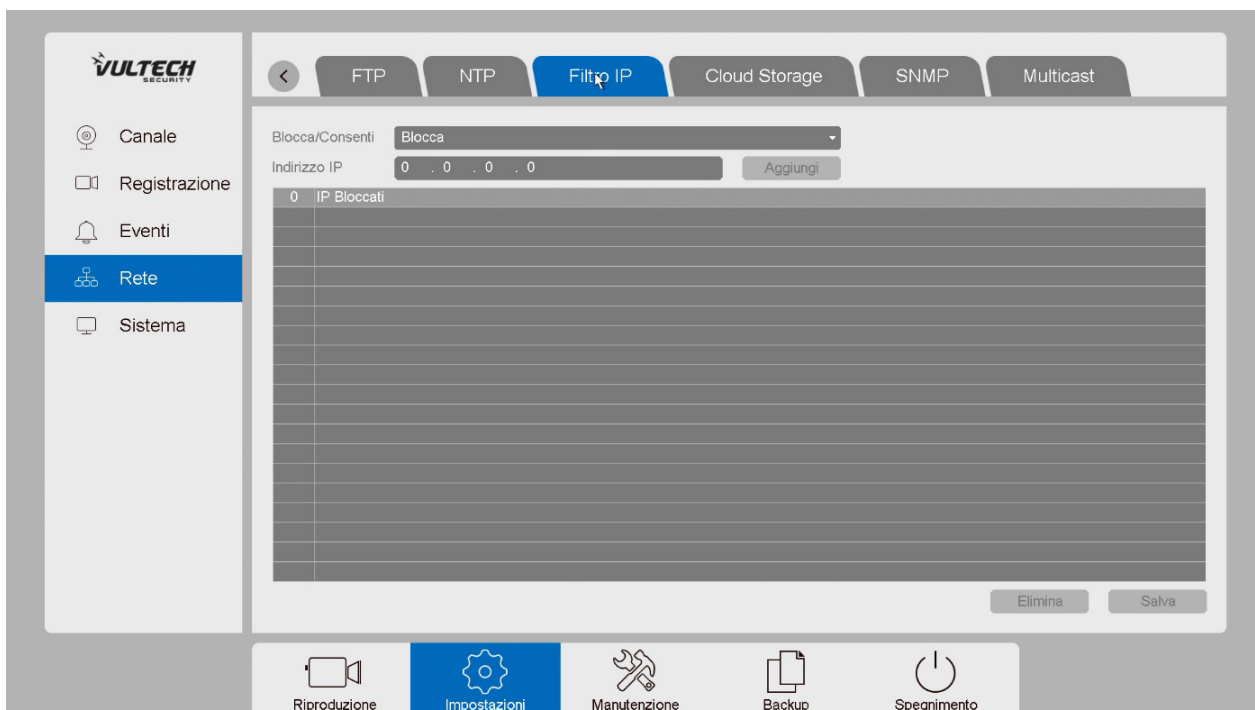 VULTECH
SECURITY
FTP NTP Filtro IP Cloud Storage SNMP Multicast
Canale
Registrazione
Eventi
Rete
Sistema
Blocca/Consenti Blocca
Indirizzo IP 0 . 0 . 0 . 0 Aggiungi
0 IP Bloccati
Elimina Salva
Riproduzione Impostazioni Manutenzione Backup Spegnimento